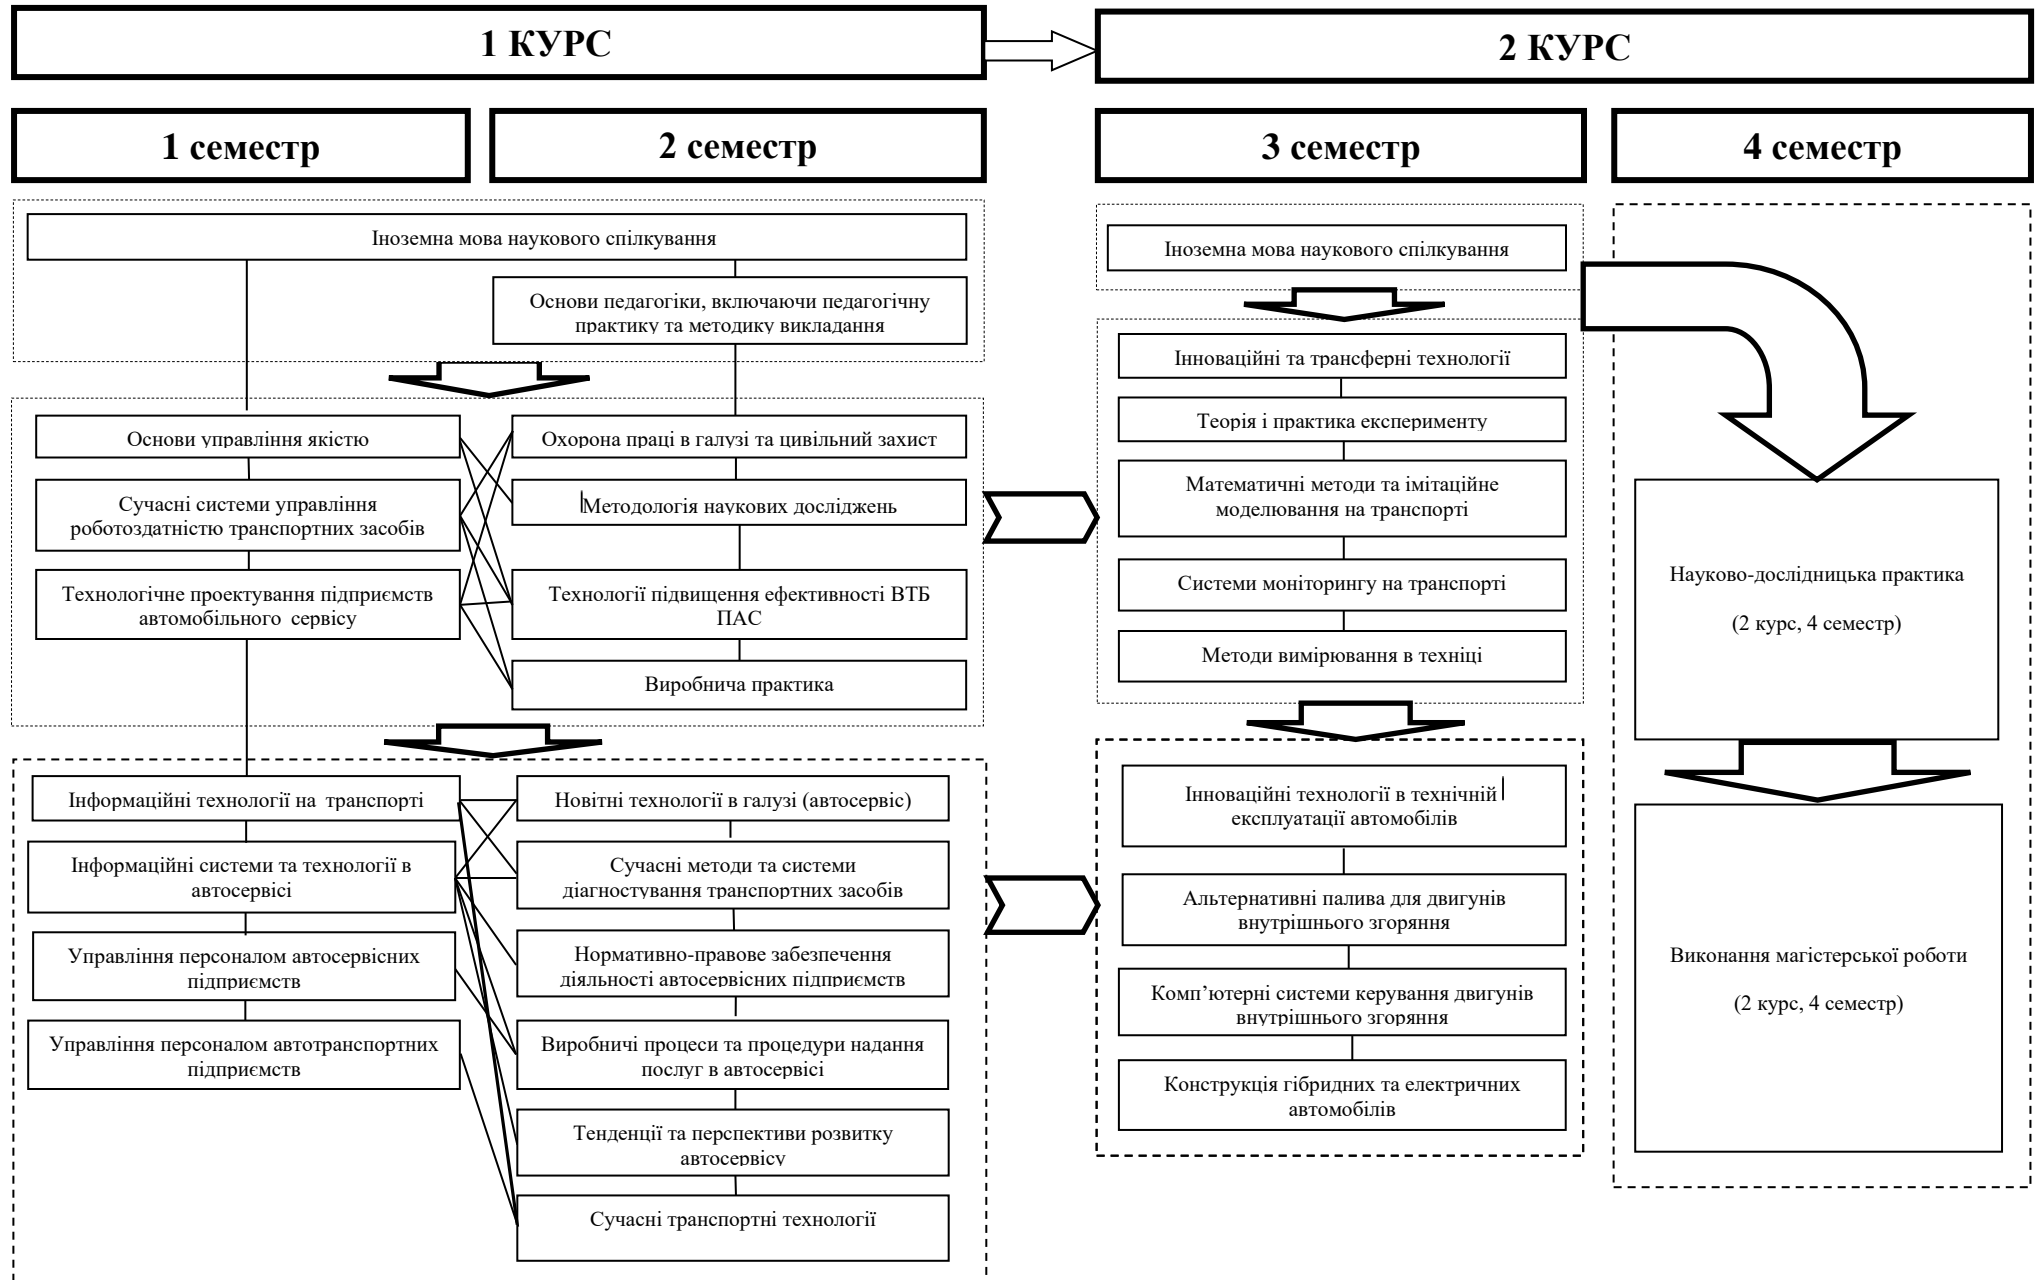 1 КУРС
2 КУРС
1 семестр
2 семестр
3 семестр
4 семестр
Іноземна мова наукового спілкування
Основи педагогіки, включаючи педагогічну
практику та методику викладання
Основи управління якістю
Сучасні системи управління
роботоздатністю транспортних засобів
Технологічне проектування підприємств
автомобільного сервісу
Охорона праці в галузі та цивільний захист
Методологія наукових досліджень
Технології підвищення ефективності ВТБ
ПАС
Виробнича практика
Інформаційні технології на транспорті
Інформаційні системи та технології в
автосервісі
Управління персоналом автосервісних
підприємств
Управління персоналом автотранспортних
підприємств
Новітні технології в галузі (автосервіс)
Сучасні методи та системи
діагностування транспортних засобів
Нормативно-правове забезпечення
діяльності автосервісних підприємств
Виробничі процеси та процедури надання
послуг в автосервісі
Тенденції та перспективи розвитку
автосервісу
Сучасні транспортні технології
Іноземна мова наукового спілкування
Інноваційні та трансферні технології
Теорія і практика експерименту
Математичні методи та імітаційне
моделювання на транспорті
Системи моніторингу на транспорті
Методи вимірювання в техніці
Інноваційні технології в технічній
експлуатації автомобілів
Альтернативні палива для двигунів
внутрішнього згоряння
Комп’ютерні системи керування двигунів
внутрішнього згоряння
Конструкція гібридних та електричних
автомобілів
Науково-дослідницька практика
(2 курс, 4 семестр)
Виконання магістерської роботи
(2 курс, 4 семестр)